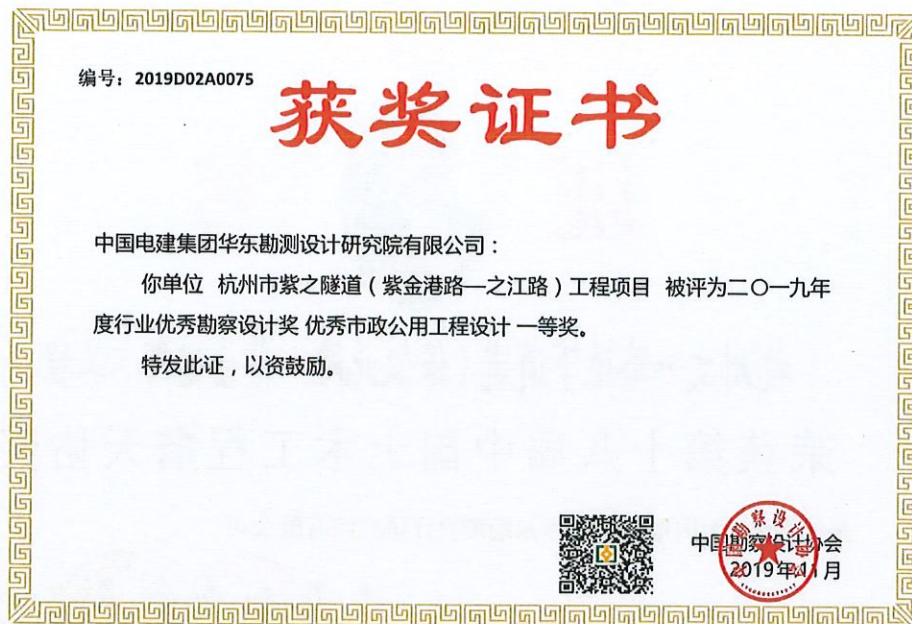 编号：2019D02A0075
获奖证书
中国电建集团华东勘测设计研究院有限公司：
你单位 杭州市紫之隧道（紫金港路—之江路）工程项目 被评为二〇一九年
度行业优秀勘察设计奖 优秀市政公用工程设计 一等奖。
特发此证，以资鼓励。
中国勘察设计协会
2019年11月